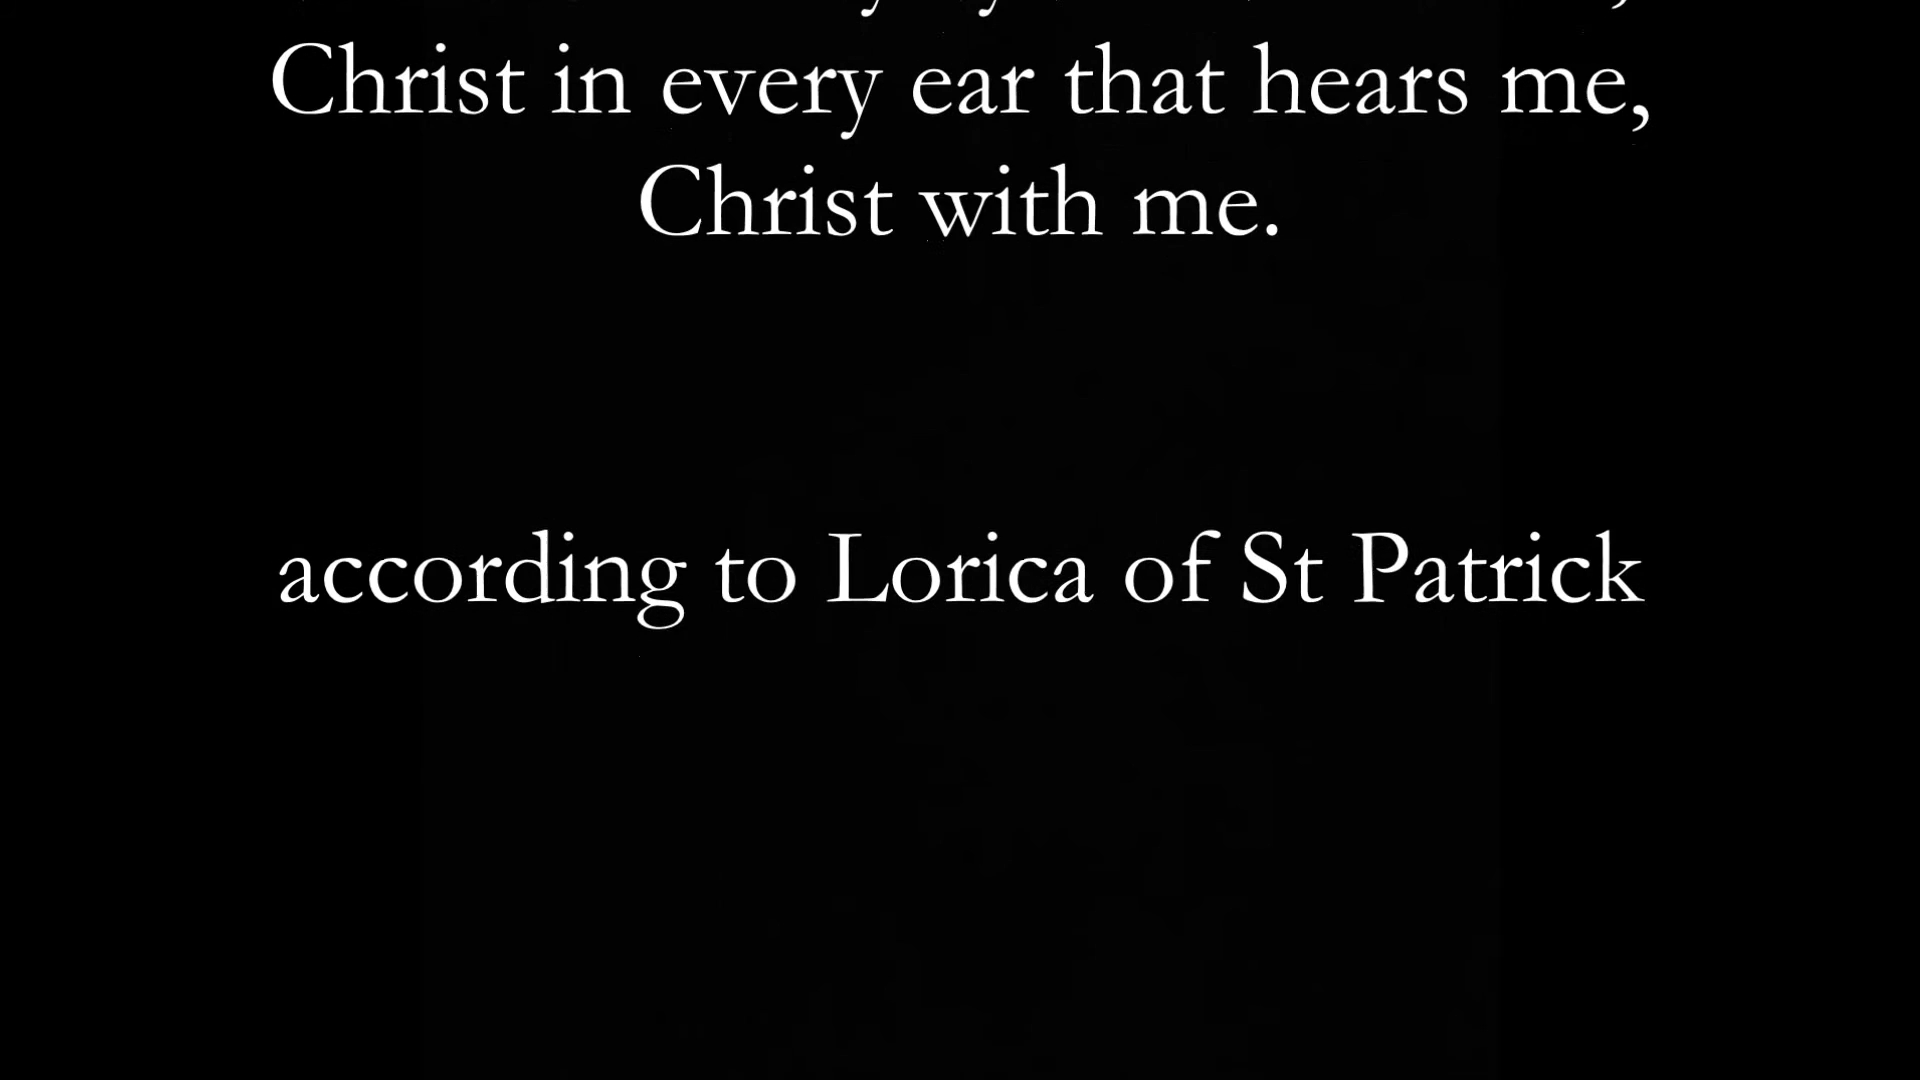 Christ in every ear that hears me,
Christ with me.
according to Lorica of St Patrick